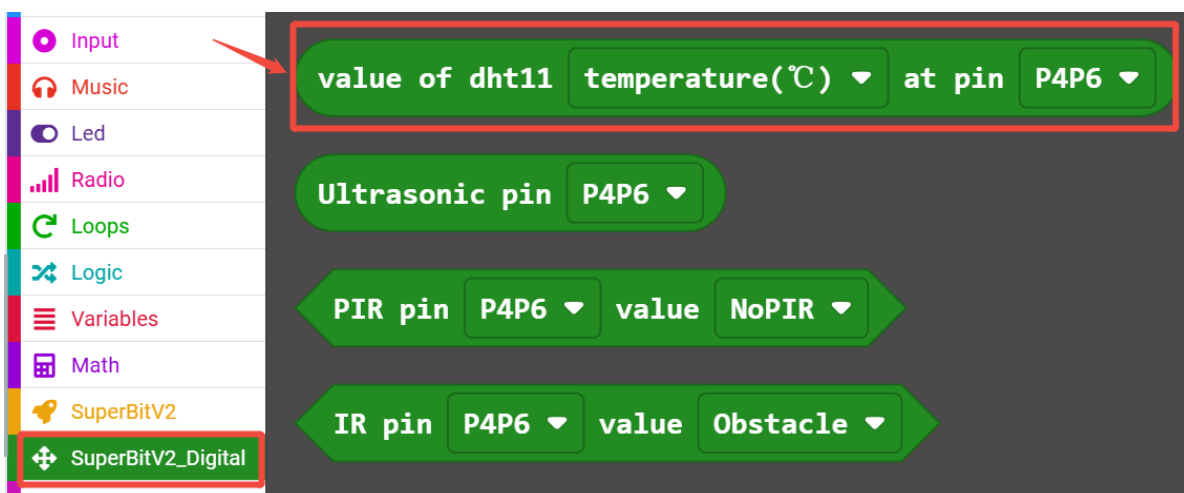 Input
Music
Led
Radio
Loops
Logic
Variables
Math
SuperBitV2
SuperBitV2_Digital
value of dht11 temperature(℃) at pin P4P6
Ultrasonic pin P4P6
PIR pin P4P6 value NoPIR
IR pin P4P6 value Obstacle